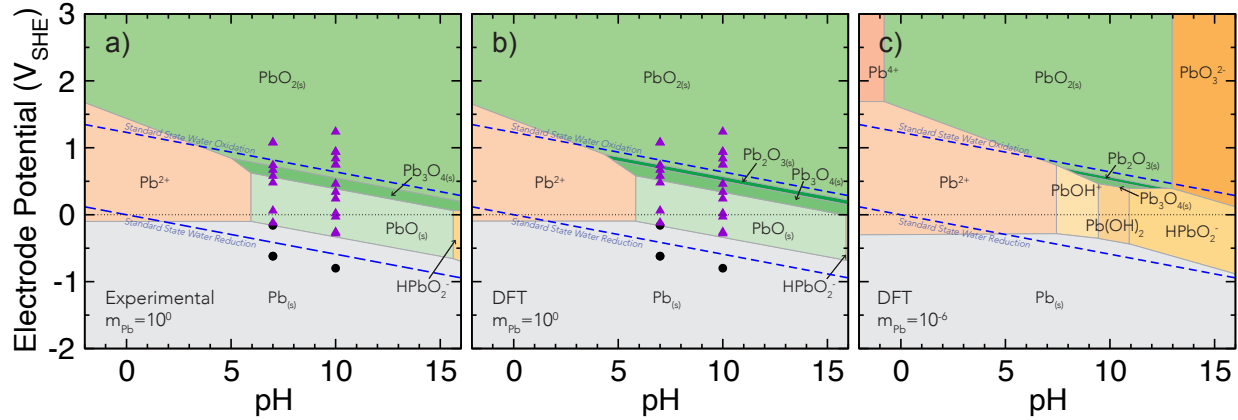 Electrode Potential (V_SHE)
3
2
1
0
-1
-2
a)
PbO2(s)
Standard State Water Oxidation
Pb2+
Pb3O4(s)
PbO(s)
Standard State Water Reduction
HPbO2-
Experimental
mPb=10^0
Pb(s)
0
5
10
15
pH
b)
PbO2(s)
Standard State Water Oxidation
Pb2O3(s)
Pb3O4(s)
Pb2+
PbO(s)
Standard State Water Reduction
HPbO2-
DFT
mPb=10^0
Pb(s)
0
5
10
15
pH
c)
Pb4+
PbO2(s)
PbO3^2-
Standard State Water Oxidation
Pb2O3(s)
Pb2+
PbOH+
Pb3O4(s)
Pb(OH)2
HPbO2-
Standard State Water Reduction
DFT
mPb=10^-6
Pb(s)
0
5
10
15
pH